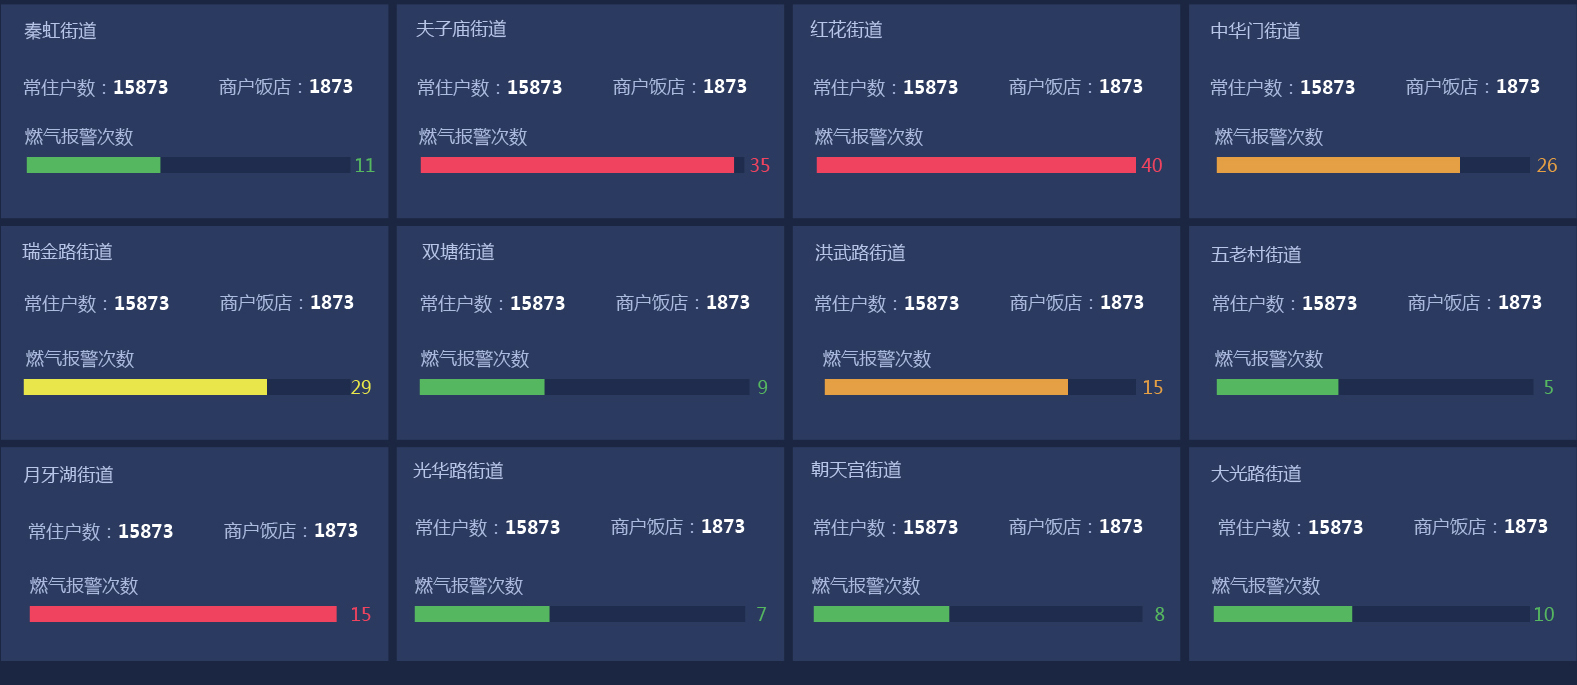 秦虹街道
常住户数：15873 商户饭店：1873
燃气报警次数
11
夫子庙街道
常住户数：15873 商户饭店：1873
燃气报警次数
35
红花街道
常住户数：15873 商户饭店：1873
燃气报警次数
40
中华门街道
常住户数：15873 商户饭店：1873
燃气报警次数
26
瑞金路街道
常住户数：15873 商户饭店：1873
燃气报警次数
29
双塘街道
常住户数：15873 商户饭店：1873
燃气报警次数
9
洪武路街道
常住户数：15873 商户饭店：1873
燃气报警次数
15
五老村街道
常住户数：15873 商户饭店：1873
燃气报警次数
5
月牙湖街道
常住户数：15873 商户饭店：1873
燃气报警次数
15
光华路街道
常住户数：15873 商户饭店：1873
燃气报警次数
7
朝天宫街道
常住户数：15873 商户饭店：1873
燃气报警次数
8
大光路街道
常住户数：15873 商户饭店：1873
燃气报警次数
10